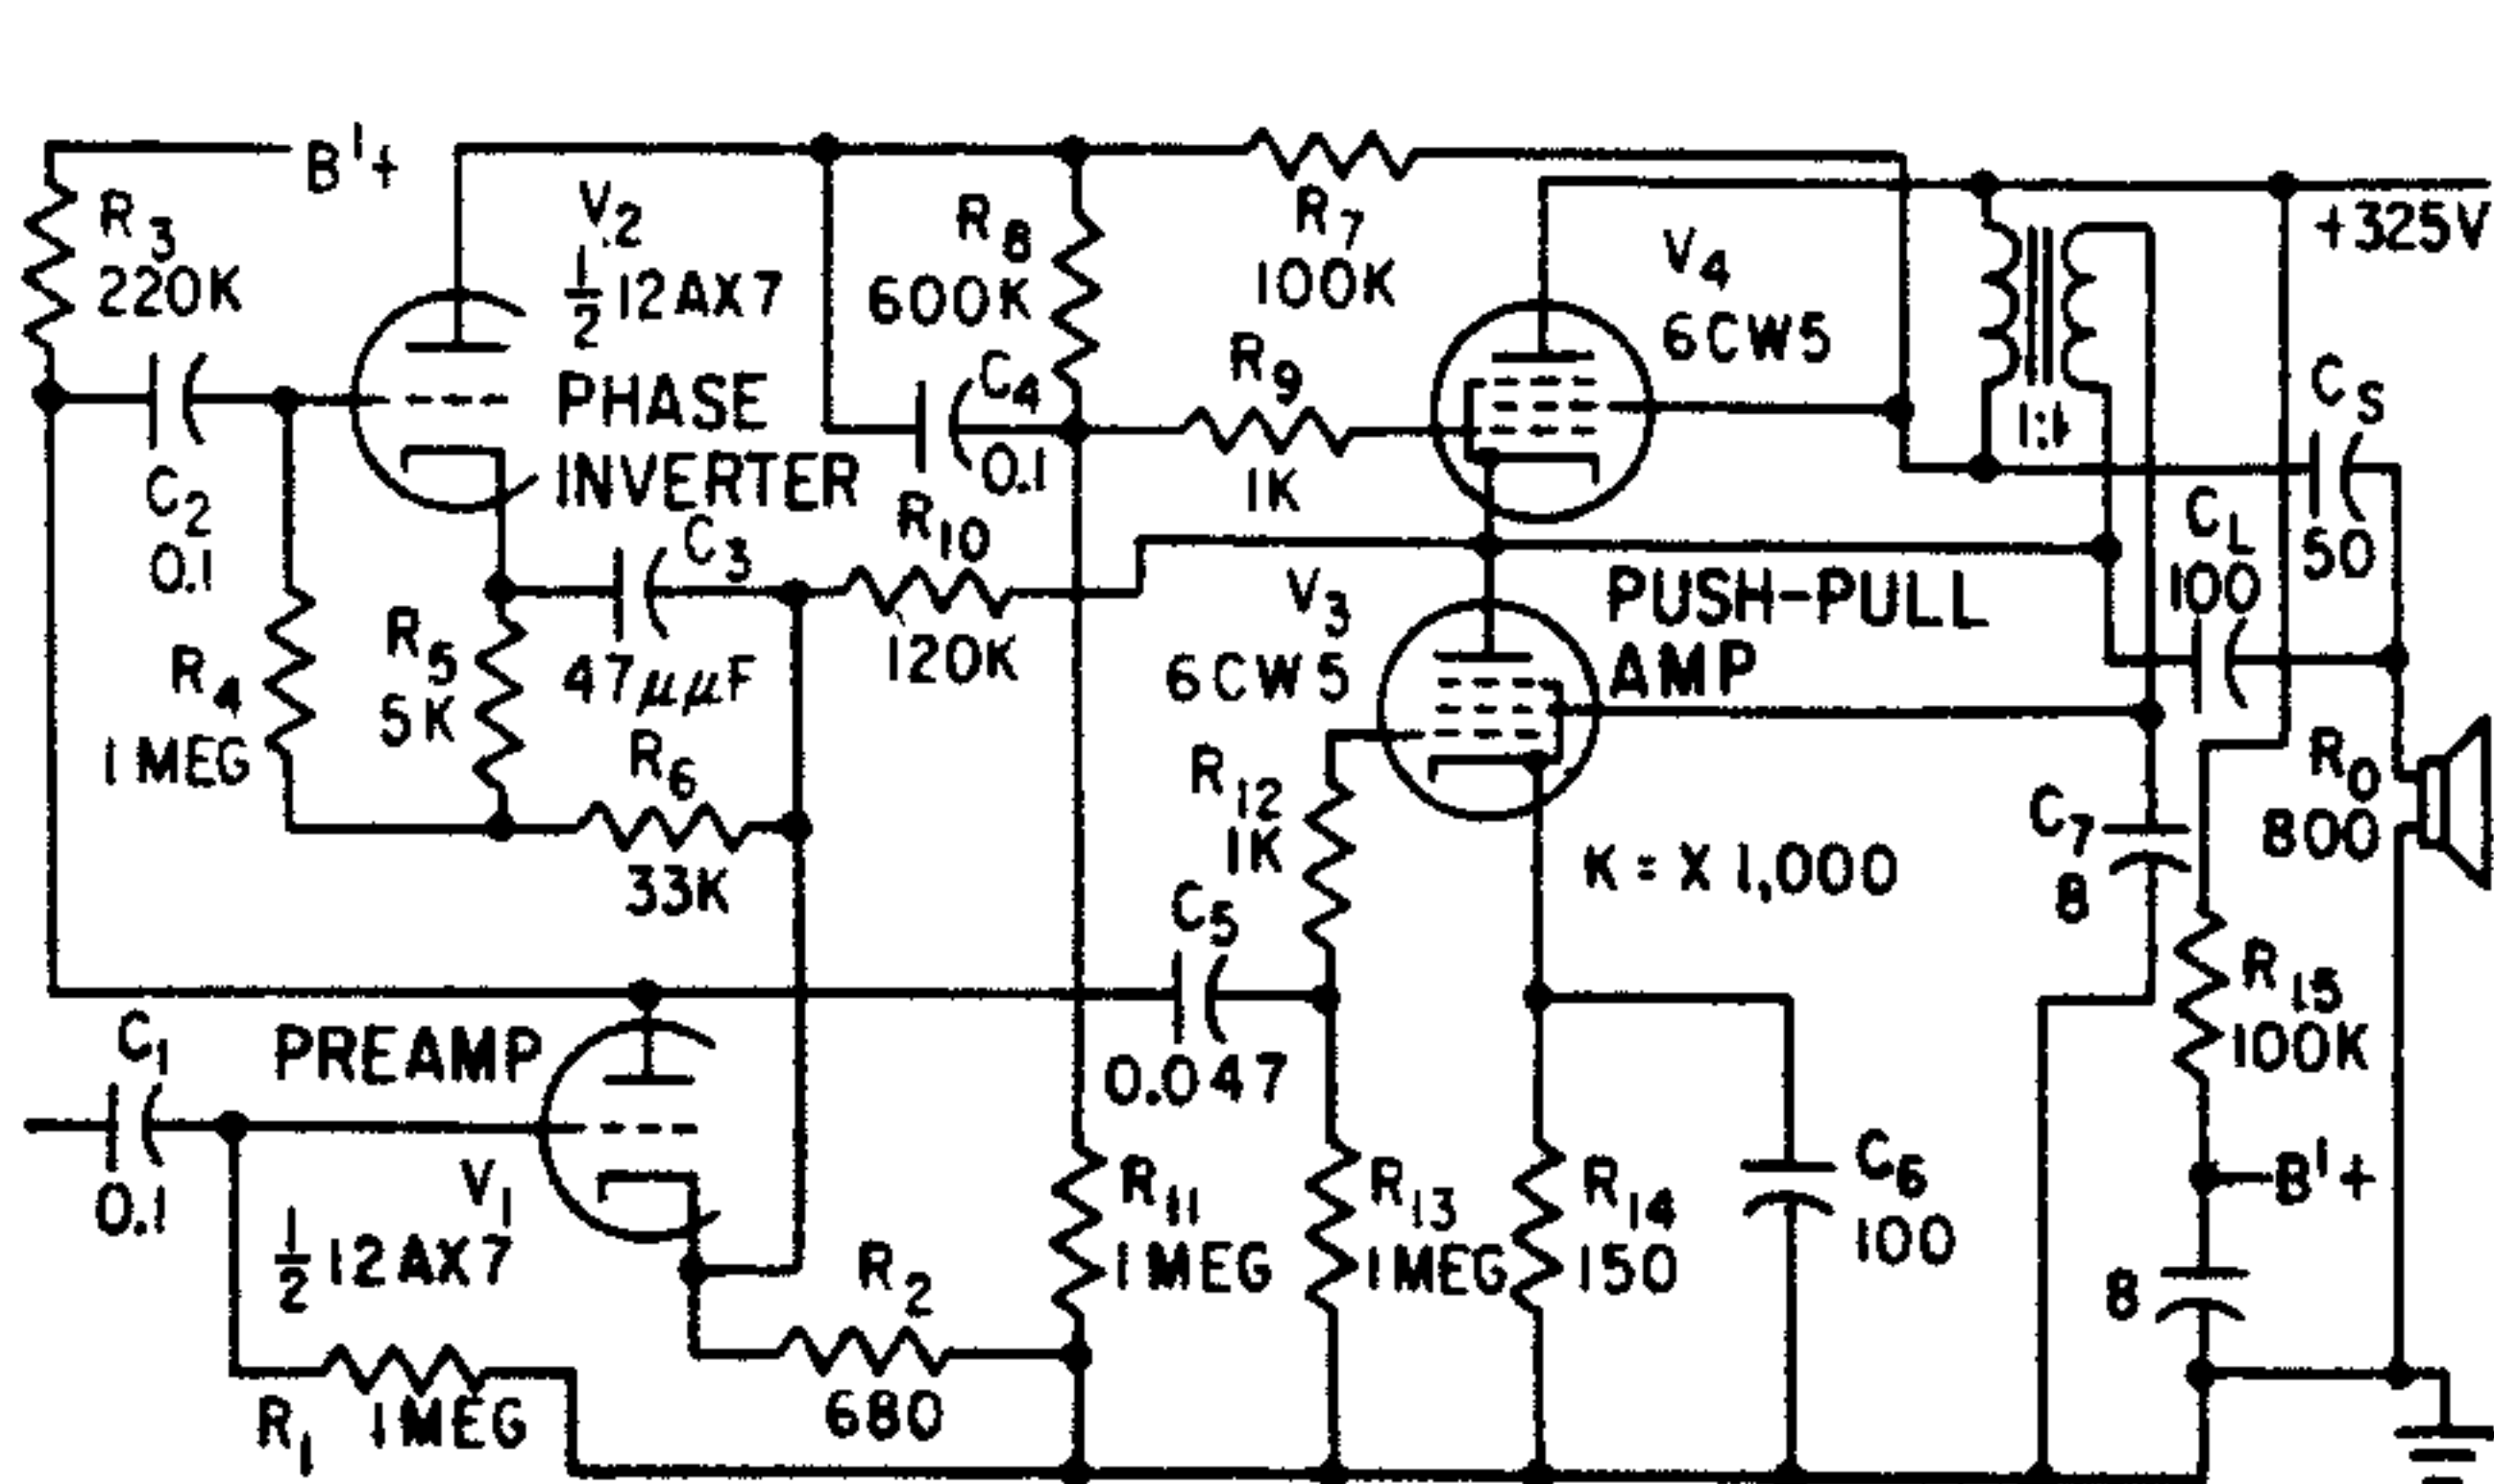 B'+
R3
220K
V2
1/2 12AX7
PHASE
INVERTER
R8
600K
R7
100K
V4
6CW5
+325V
C2
0.1
C4
0.1
R9
1K
1:1
CS
50
R4
1 MEG
R5
5K
C3
47μμF
R10
120K
V3
6CW5
PUSH-PULL
AMP
CL
100
R6
33K
R12
1K
K = X 1,000
C7
8
RO
800
C5
0.047
R15
100K
C1
0.1
PREAMP
V1
1/2 12AX7
R2
680
R11
1 MEG
R13
1 MEG
R14
150
C6
100
B'+
8
R1
1 MEG